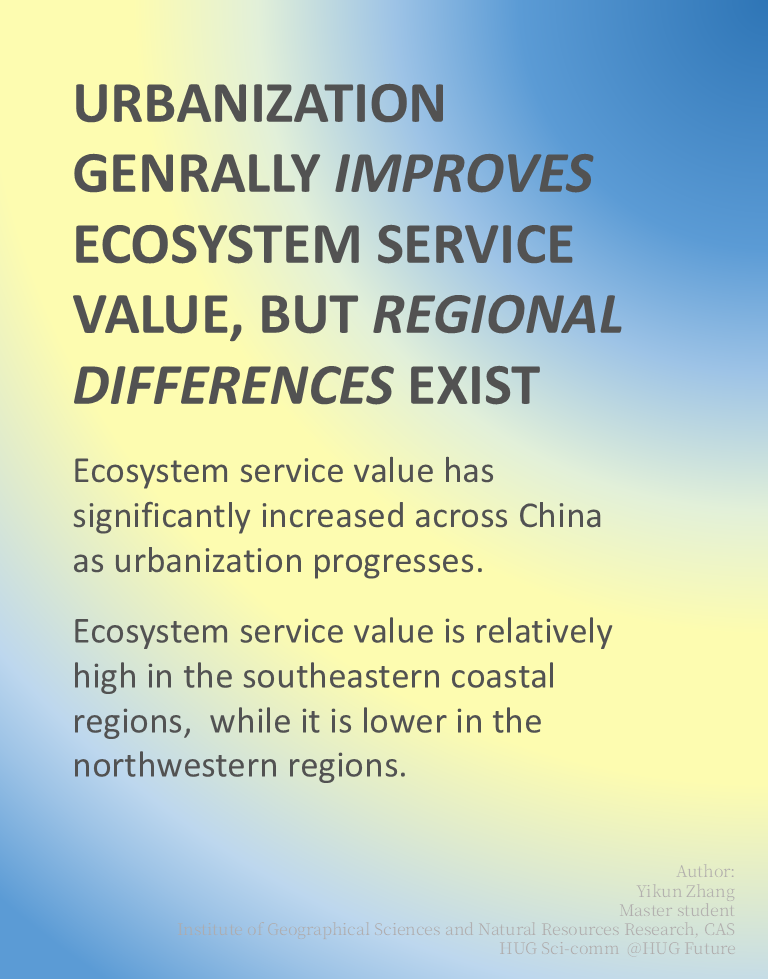 URBANIZATION
GENRALLY IMPROVES
ECOSYSTEM SERVICE
VALUE, BUT REGIONAL
DIFFERENCES EXIST
Ecosystem service value has
significantly increased across China
as urbanization progresses.
Ecosystem service value is relatively
high in the southeastern coastal
regions,  while it is lower in the
northwestern regions.
Author:
Yikun Zhang
Master student
Institute of Geographical Sciences and Natural Resources Research, CAS
HUG Sci-comm @HUG Future